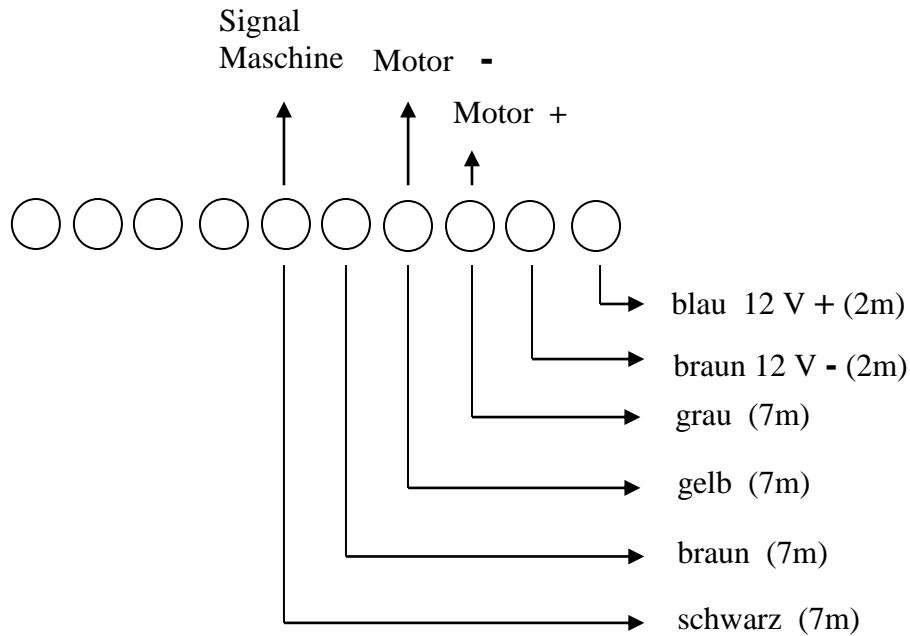 Signal
Maschine
Motor -
Motor +
blau 12 V + (2m)
braun 12 V - (2m)
grau (7m)
gelb (7m)
braun (7m)
schwarz (7m)